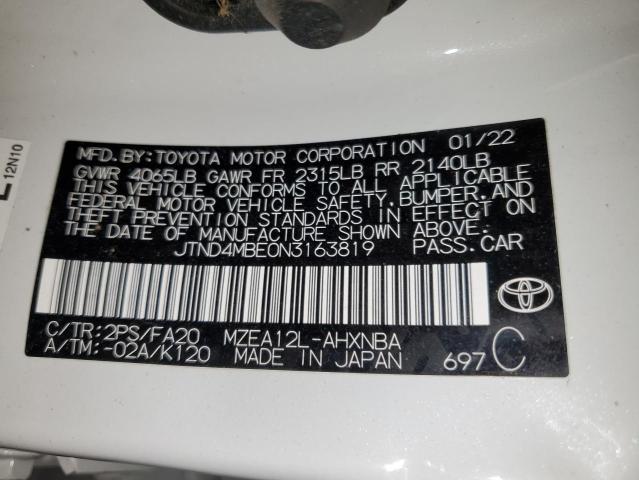 MFD. BY:TOYOTA MOTOR CORPORATION 01/22
GVWR 4065LB GAWR FR 2315LB RR 2140LB
THIS VEHICLE CONFORMS TO ALL APPLICABLE
FEDERAL MOTOR VEHICLE SAFETY,BUMPER,AND
THEFT PREVENTION STANDARDS IN EFFECT
ON THE DATE OF MANUFACTURE SHOWN ABOVE.
JTND4MBE0N3163819 PASS.CAR
C/TR:2PS/FA20 MZEA12L-AHXNBA
A/TM:-02A/K120 MADE IN JAPAN 697 C
12N10